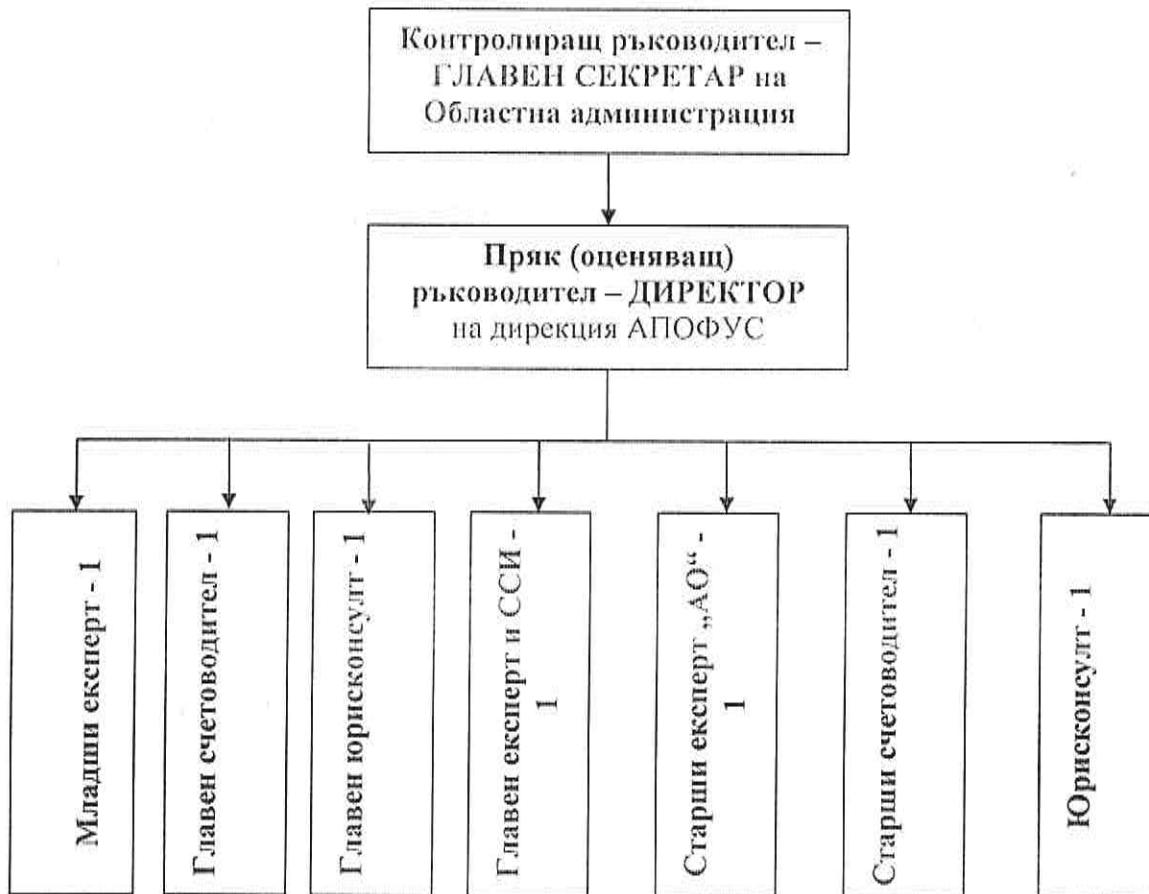 Контролиращ ръководител –
ГЛАВЕН СЕКРЕТАР на
Областна администрация
Пряк (оценяващ)
ръководител – ДИРЕКТОР
на дирекция АПОФУС
Младши експерт - 1
Главен счетоводител - 1
Главен юрисконсулт - 1
Главен експерт и ССИ -
1
Старши експерт „АО“ -
1
Старши счетоводител - 1
Юрисконсулт - 1